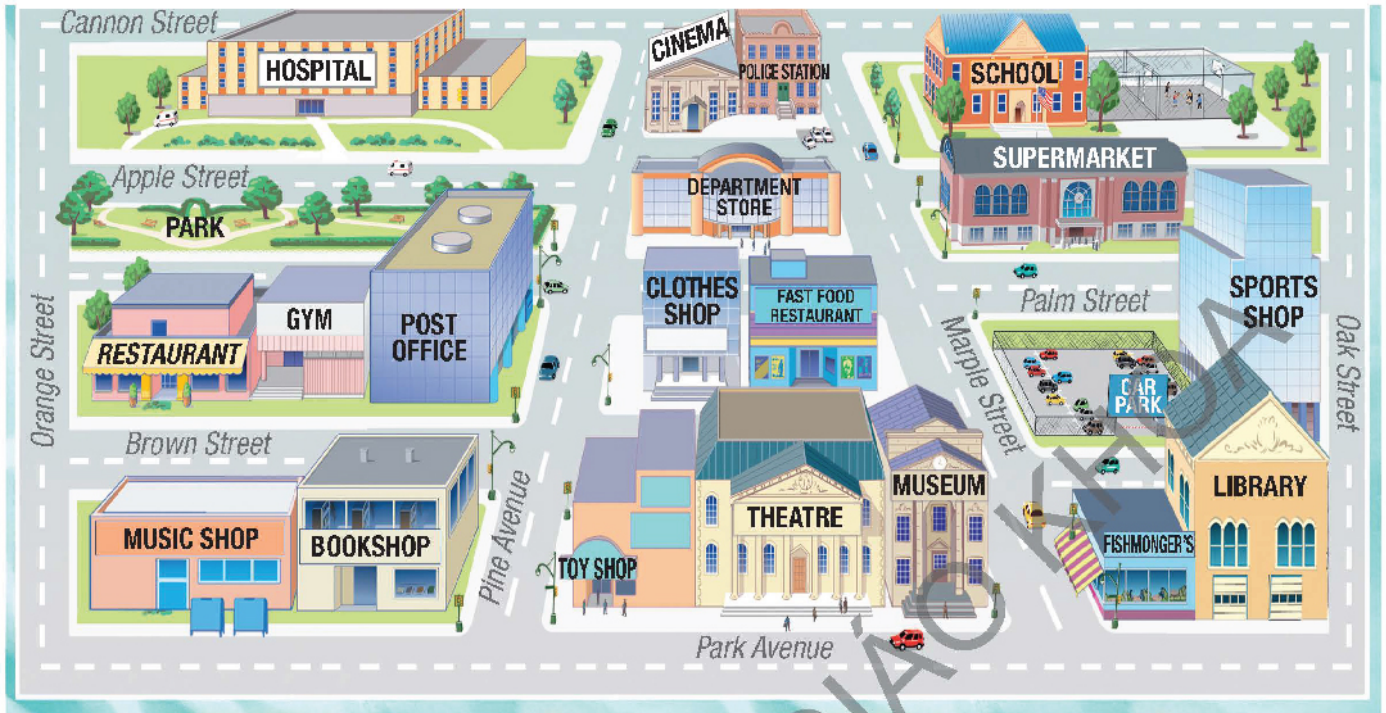 Cannon Street
HOSPITAL
CINEMA
POLICE STATION
SCHOOL
Apple Street
PARK
DEPARTMENT
STORE
SUPERMARKET
Orange Street
RESTAURANT
GYM
POST
OFFICE
CLOTHES
SHOP
FAST FOOD
RESTAURANT
Marple Street
Palm Street
CAR
PARK
SPORTS
SHOP
Oak Street
Brown Street
MUSIC SHOP
BOOKSHOP
Pine Avenue
TOY SHOP
THEATRE
MUSEUM
FISHMONGER'S
LIBRARY
Park Avenue
GIÁO KHOA